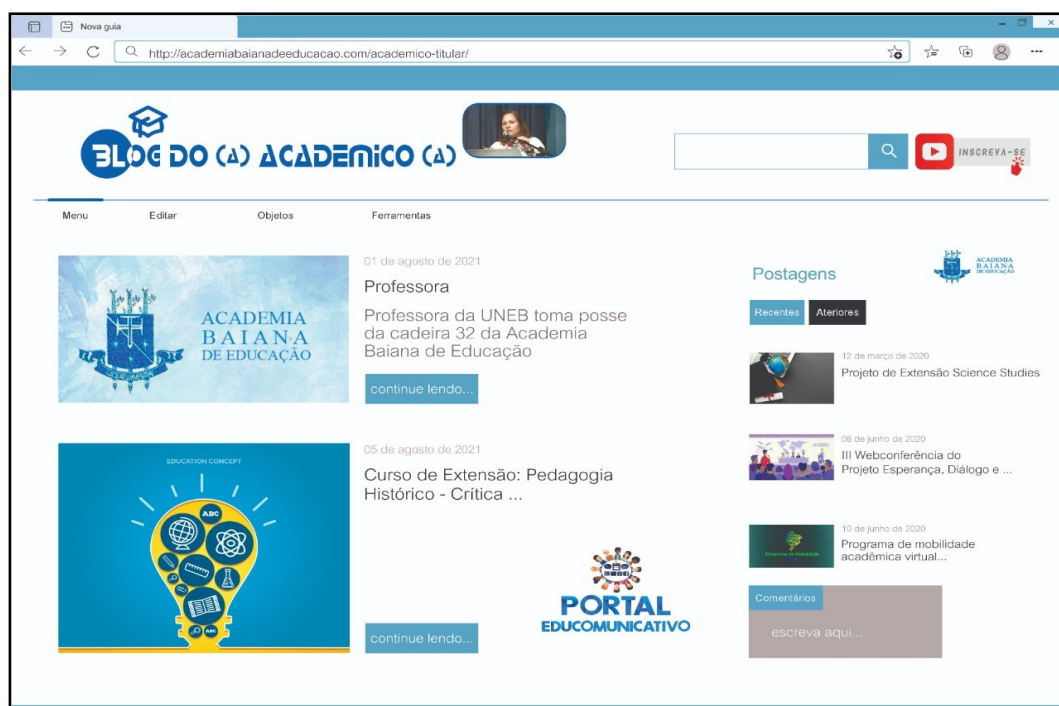 Nova guia
http://academiabaianadeeducacao.com/academico-titular/
BLOG DO (A) ACADEMICO (A)
INSCREVA-SE
Menu Editar Objetos Ferramentas
ACADEMIA
BAIANA
DE EDUCAÇÃO
01 de agosto de 2021
Professora
Professora da UNEB toma posse
da cadeira 32 da Academia
Baiana de Educação
continue lendo...
EDUCATION CONCEPT
ABC
ABC
05 de agosto de 2021
Curso de Extensão: Pedagogia
Histórico - Crítica ...
continue lendo...
PORTAL
EDUCOMUNICATIVO
Postagens
ACADEMIA
BAIANA
DE EDUCAÇÃO
Recentes Ateriores
12 de março de 2020
Projeto de Extensão Science Studies
06 de junho de 2020
III Webconferência do
Projeto Esperança, Diálogo e ...
10 de junho de 2020
Programa de mobilidade
acadêmica virtual...
Comentários
escreva aqui...